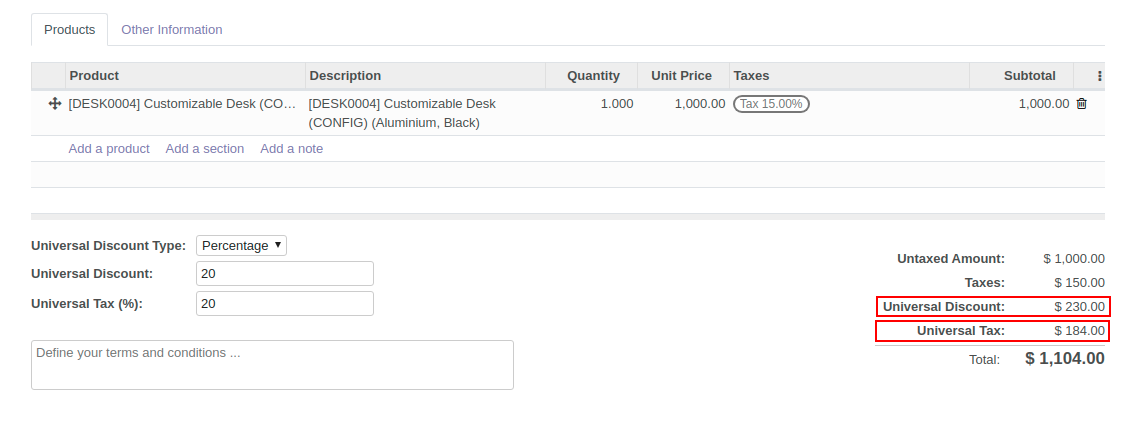 Products Other Information
Product Description Quantity Unit Price Taxes Subtotal
[DESK0004] Customizable Desk (CO... [DESK0004] Customizable Desk 1.000 1,000.00 Tax 15.00% 1,000.00
(CONFIG) (Aluminium, Black)
Add a product Add a section Add a note
Universal Discount Type: Percentage
Universal Discount: 20
Universal Tax (%): 20
Untaxed Amount: $ 1,000.00
Taxes: $ 150.00
Universal Discount: $ 230.00
Universal Tax: $ 184.00
Total: $ 1,104.00
Define your terms and conditions ...